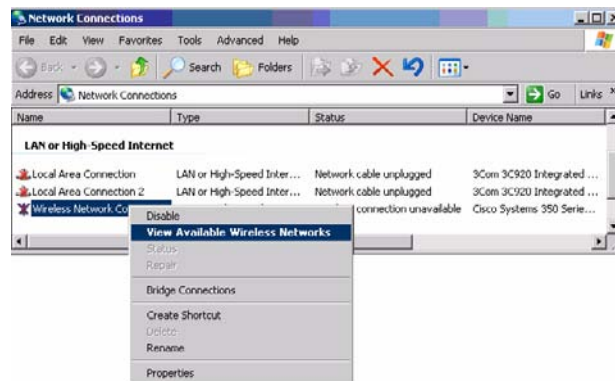 Network Connections
File Edit View Favorites Tools Advanced Help
Back Search Folders
Address Network Connections Go Links »
Name Type Status Device Name
LAN or High-Speed Internet
Local Area Connection LAN or High-Speed Inter... Network cable unplugged 3Com 3C920 Integrated ...
Local Area Connection 2 LAN or High-Speed Inter... Network cable unplugged 3Com 3C920 Integrated ...
Wireless Network Co connection unavailable Cisco Systems 350 Serie...
Disable
View Available Wireless Networks
Status
Repair
Bridge Connections
Create Shortcut
Delete
Rename
Properties